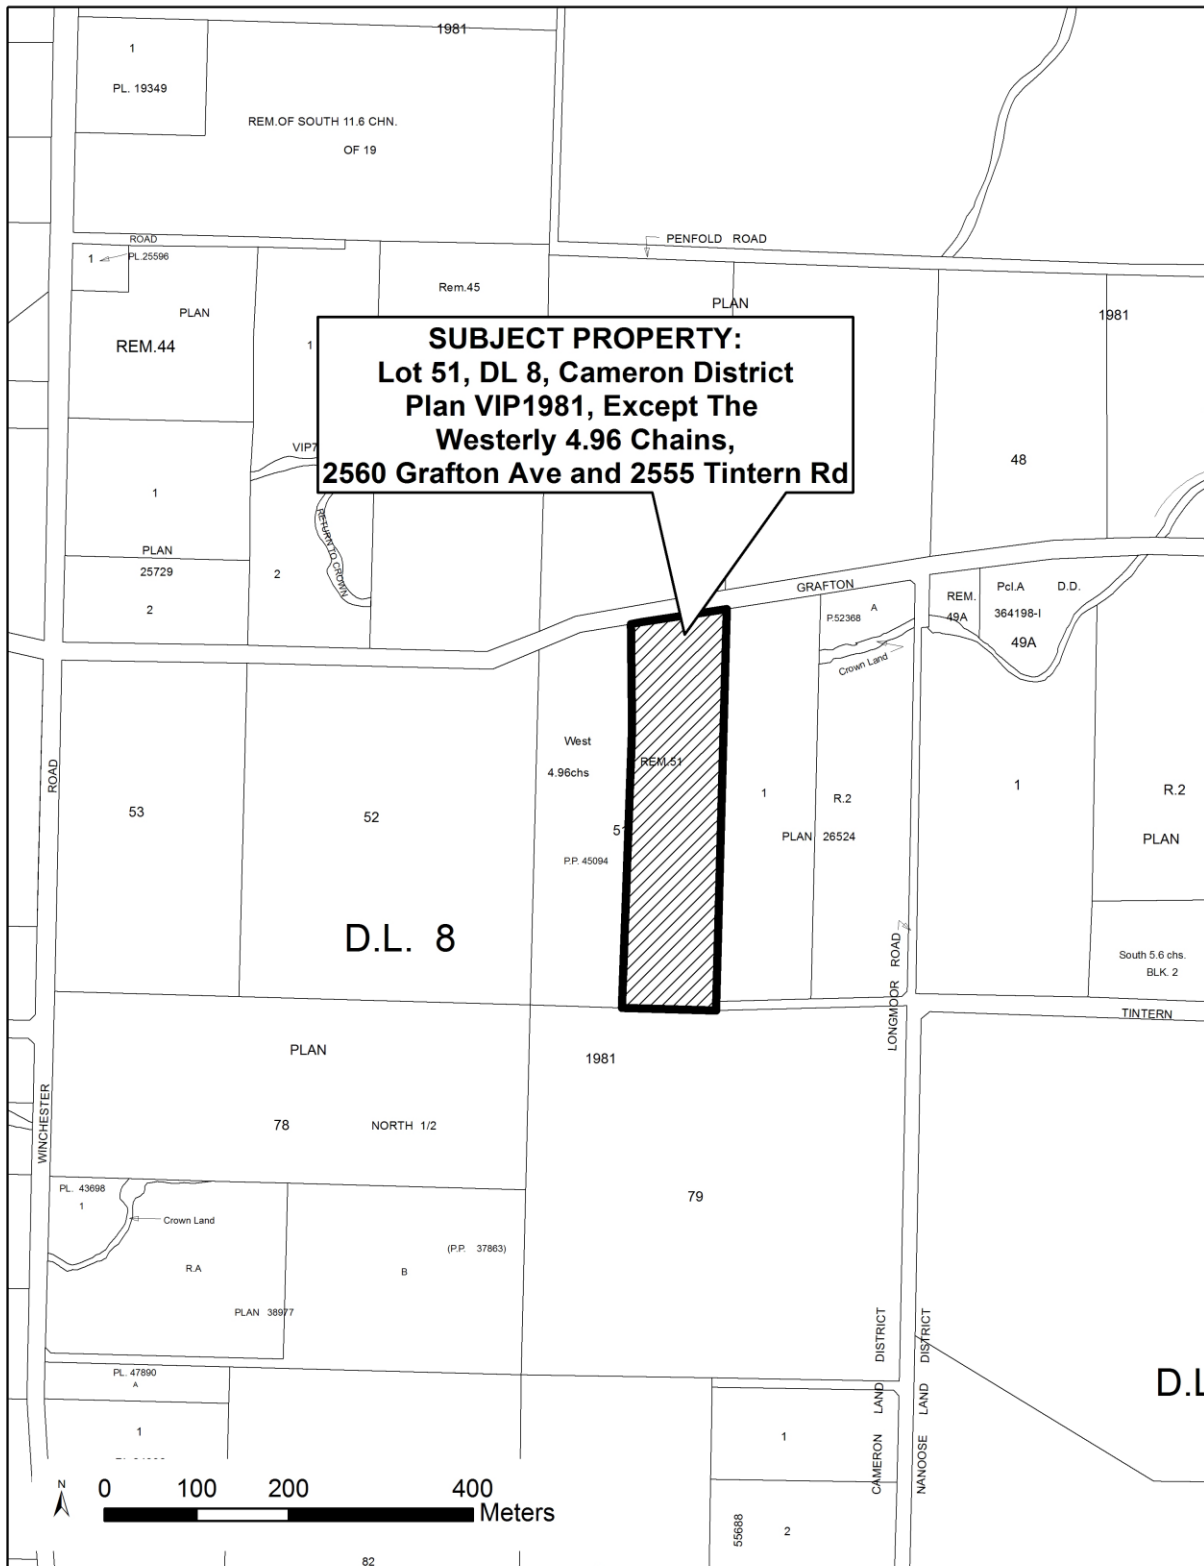 1981
1
PL. 19349
REM.OF SOUTH 11.6 CHN.
OF 19
ROAD
PENFOLD ROAD
1
PL.25596
Rem.45
PLAN
PLAN
1981
REM.44
1
SUBJECT PROPERTY:
Lot 51, DL 8, Cameron District
Plan VIP1981, Except The
Westerly 4.96 Chains,
2560 Grafton Ave and 2555 Tintern Rd
VIP7
48
1
RETURN TO CROWN
PLAN
25729
2
2
GRAFTON
REM.
49A
Pcl.A D.D.
364198-I
49A
P.52368
A
Crown Land
West
4.96chs
REM.51
ROAD
53
52
51
P.P. 45094
1
R.2
PLAN 26524
1
R.2
PLAN
D.L. 8
LONGMOOR ROAD
South 5.6 chs.
BLK. 2
TINTERN
PLAN
1981
WINCHESTER
78
NORTH 1/2
79
PL. 43698
1
Crown Land
(P.P. 37863)
R.A
B
PLAN 38977
CAMERON LAND DISTRICT
NANOOSE LAND DISTRICT
D.L
PL. 47890
A
1
1
N
0 100 200 400
Meters
55688
2
82